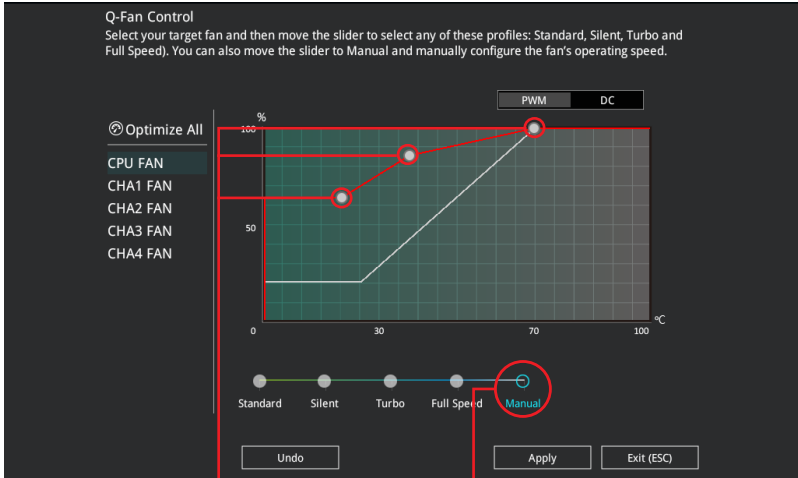 Q-Fan Control
Select your target fan and then move the slider to select any of these profiles: Standard, Silent, Turbo and
Full Speed). You can also move the slider to Manual and manually configure the fan's operating speed.
PWM DC
Optimize All
CPU FAN
CHA1 FAN
CHA2 FAN
CHA3 FAN
CHA4 FAN
%
100
50
0 30 70 100
ºC
Standard Silent Turbo Full Speed Manual
Undo Apply Exit (ESC)